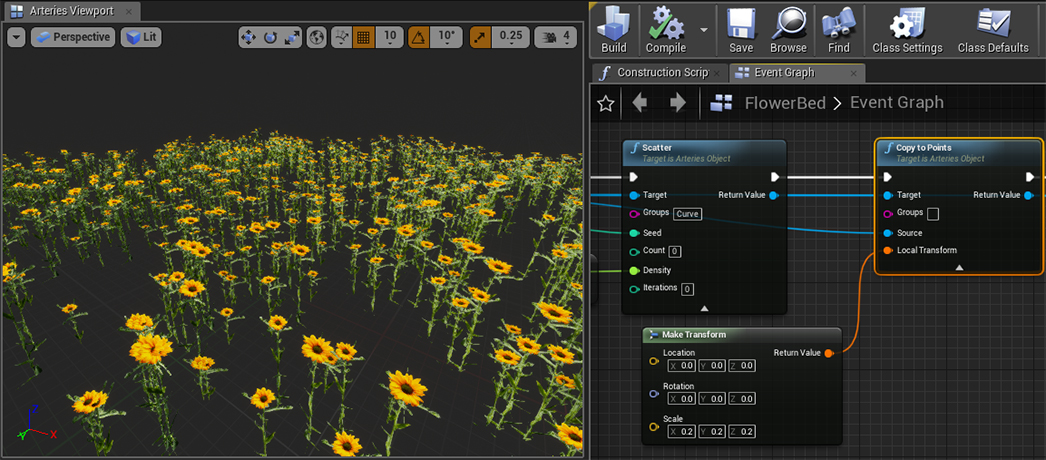 Arteries Viewport
Perspective
Lit
10
10°
0.25
4
Build
Compile
Save
Browse
Find
Class Settings
Class Defaults
Construction Scrip
Event Graph
FlowerBed > Event Graph
Scatter
Target is Arteries Object
Target
Return Value
Groups
Curve
Seed
Count
0
Density
Iterations
0
Copy to Points
Target is Arteries Object
Target
Return Value
Groups
Source
Local Transform
Make Transform
Location
Return Value
X 0.0 Y 0.0 Z 0.0
Rotation
X 0.0 Y 0.0 Z 0.0
Scale
X 0.2 Y 0.2 Z 0.2
Z
X
Y